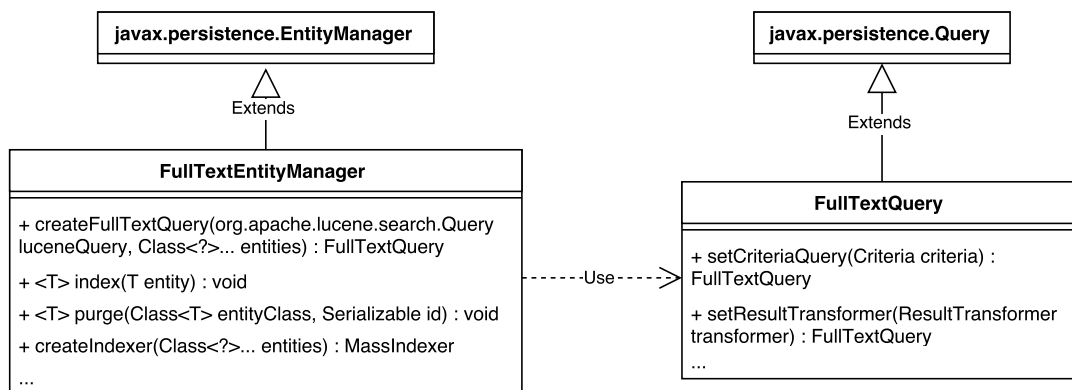 javax.persistence.EntityManager
Extends
FullTextEntityManager
+ createFullTextQuery(org.apache.lucene.search.Query
luceneQuery, Class<?>... entities) : FullTextQuery
+ <T> index(T entity) : void
+ <T> purge(Class<T> entityClass, Serializable id) : void
+ createIndexer(Class<?>... entities) : MassIndexer
...
Use
javax.persistence.Query
Extends
FullTextQuery
+ setCriteriaQuery(Criteria criteria) :
FullTextQuery
+ setResultTransformer(ResultTransformer
transformer) : FullTextQuery
...